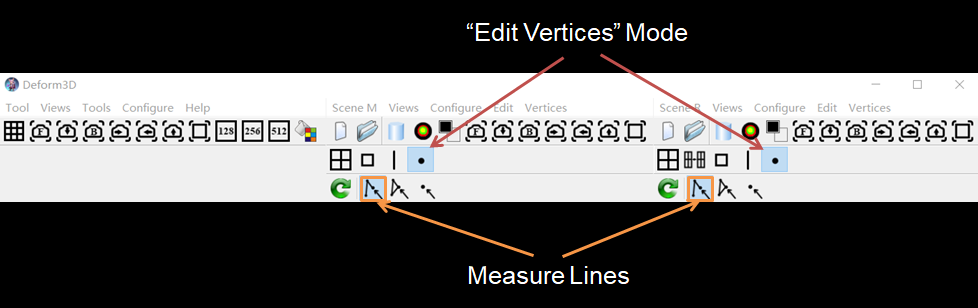 “Edit Vertices” Mode
Deform3D
Tool Views Tools Configure Help
Scene M Views Configure Edit Vertices
Scene R Views Configure Edit Vertices
F B 128 256 512
F B
F B
Measure Lines